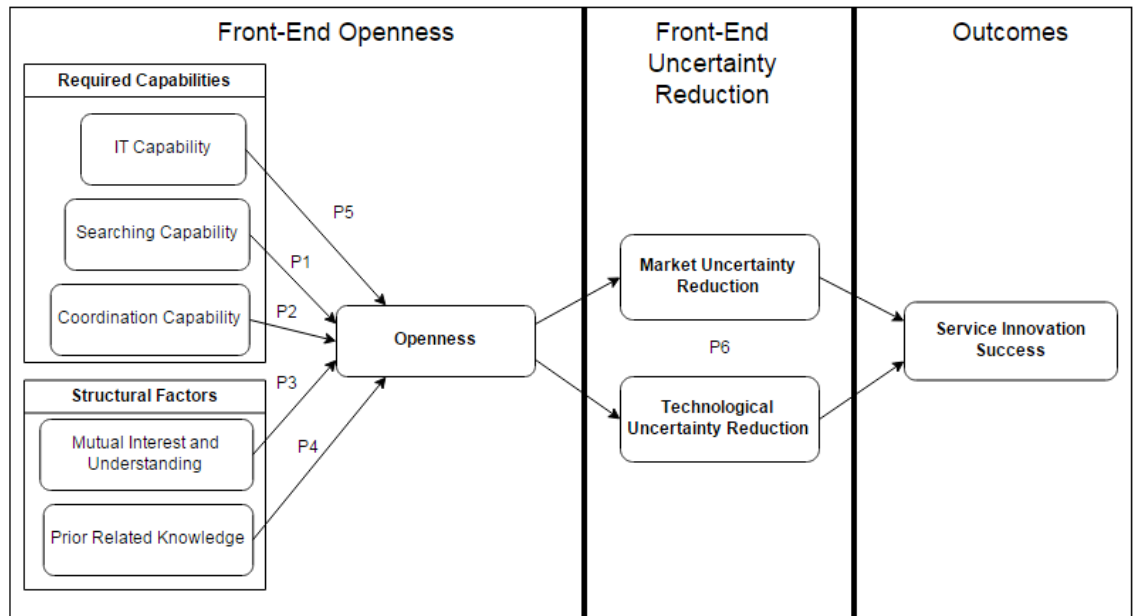 Front-End Openness
Required Capabilities
IT Capability
Searching Capability
Coordination Capability
Structural Factors
Mutual Interest and
Understanding
Prior Related Knowledge
P5
P1
P2
P3
P4
Openness
Front-End
Uncertainty
Reduction
Market Uncertainty
Reduction
P6
Technological
Uncertainty Reduction
Outcomes
Service Innovation
Success